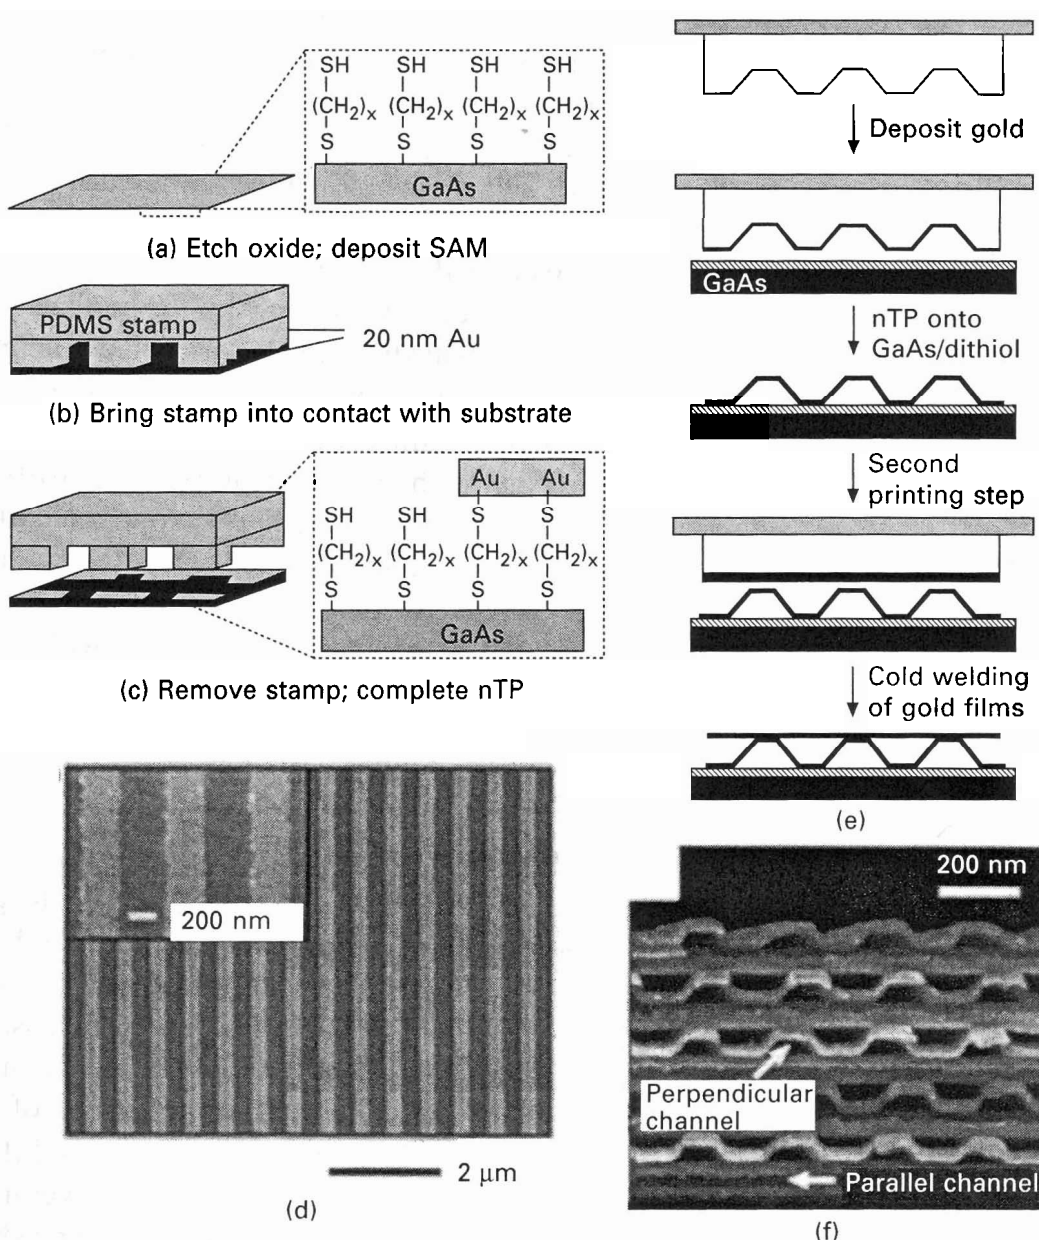 SH SH SH SH
(CH₂)ₓ (CH₂)ₓ (CH₂)ₓ (CH₂)ₓ
S S S S
GaAs
(a) Etch oxide; deposit SAM
PDMS stamp
20 nm Au
(b) Bring stamp into contact with substrate
Au Au
SH SH S S
(CH₂)ₓ (CH₂)ₓ (CH₂)ₓ (CH₂)ₓ
S S S S
GaAs
(c) Remove stamp; complete nTP
200 nm
2 μm
(d)
Deposit gold
GaAs
nTP onto
GaAs/dithiol
Second
printing step
Cold welding
of gold films
(e)
200 nm
Perpendicular
channel
Parallel channel
(f)